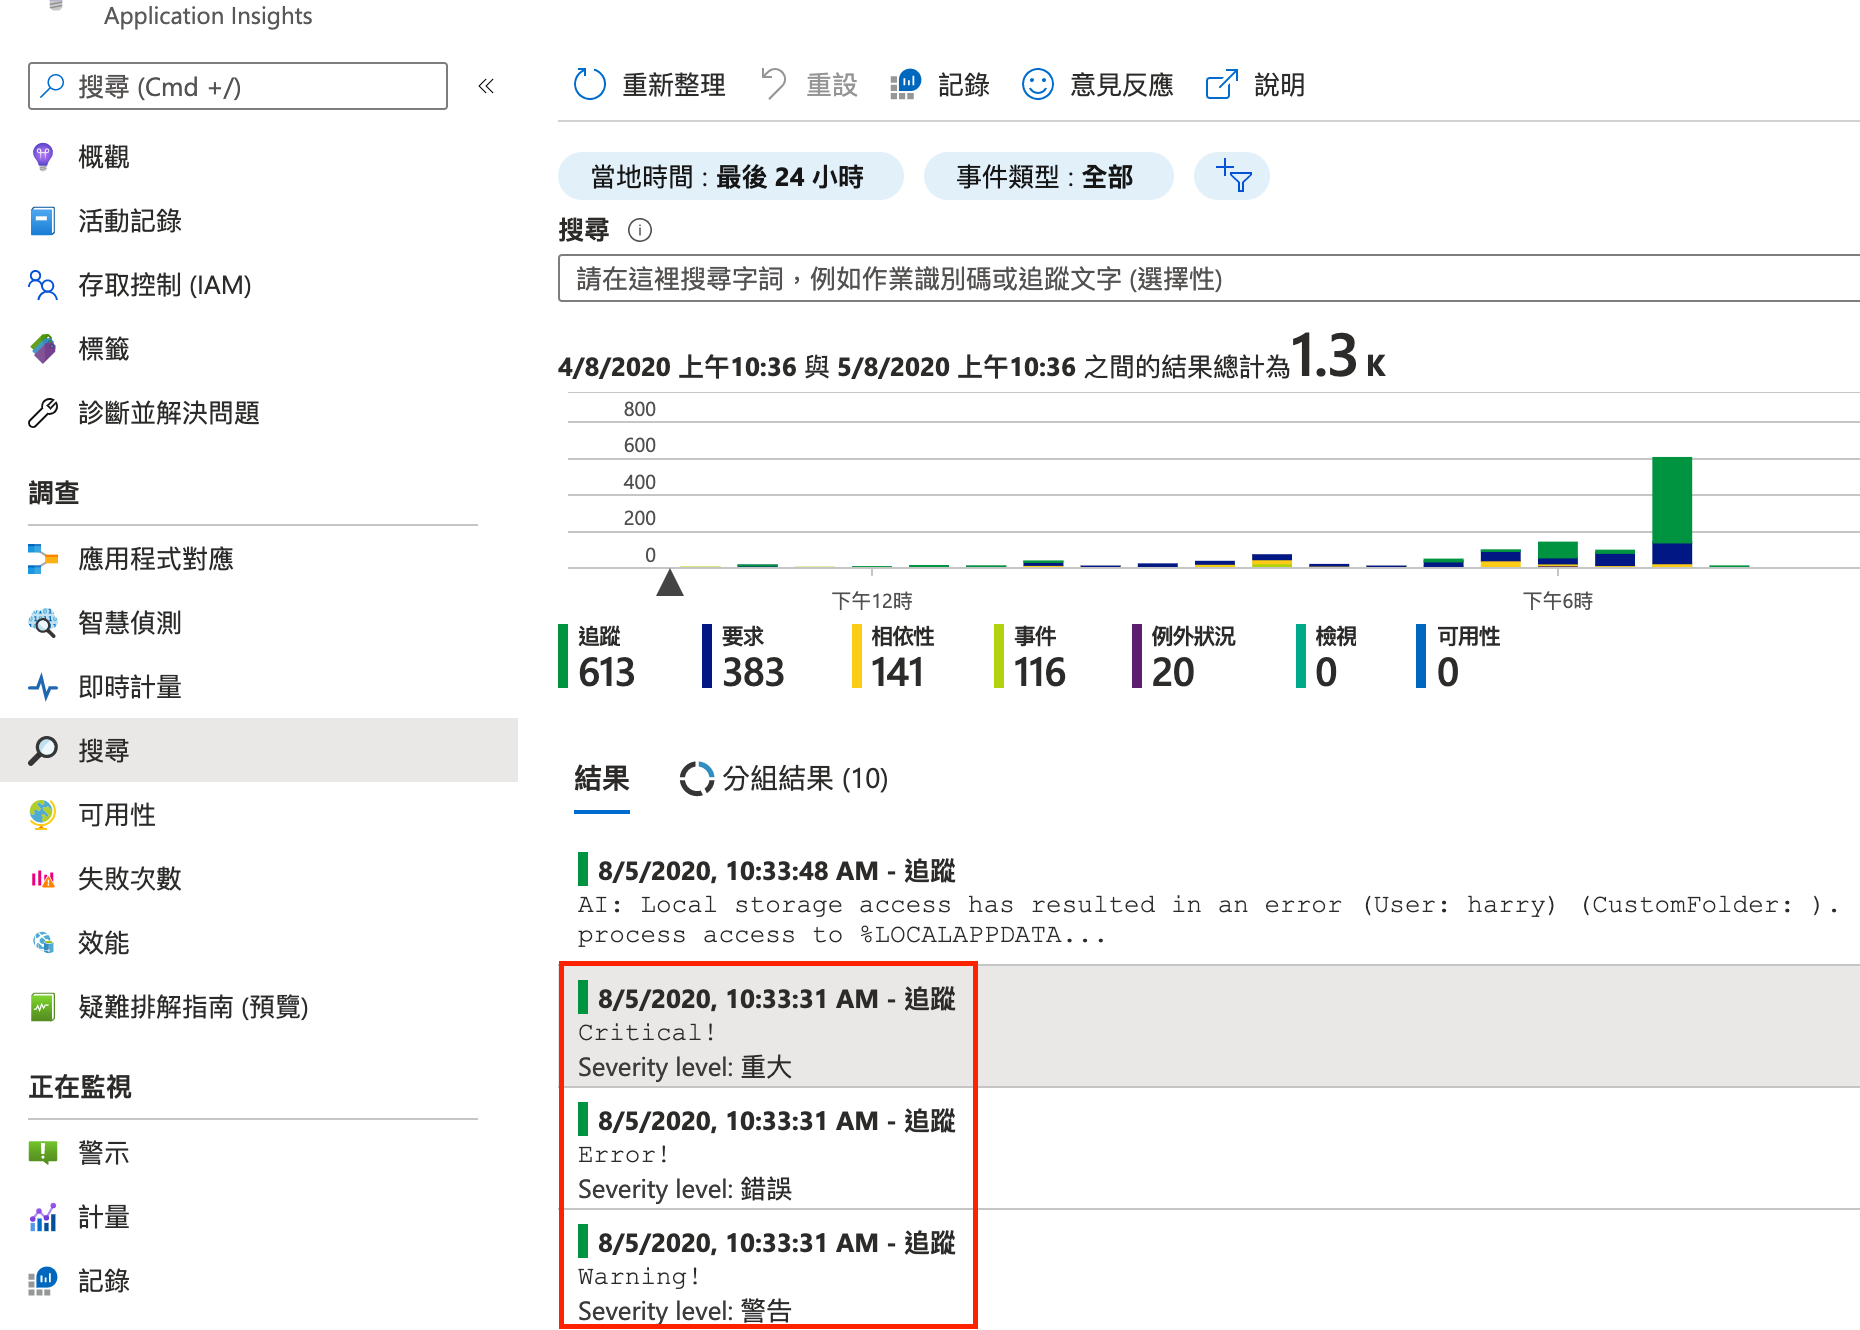 Application Insights
搜尋 (Cmd +/)
«
概觀
活動記錄
存取控制 (IAM)
標籤
診斷並解決問題
調查
應用程式對應
智慧偵測
即時計量
搜尋
可用性
失敗次數
效能
疑難排解指南 (預覽)
正在監視
警示
計量
記錄
重新整理 重設 記錄 意見反應 說明
當地時間 : 最後 24 小時 事件類型 : 全部
搜尋
請在這裡搜尋字詞，例如作業識別碼或追蹤文字 (選擇性)
4/8/2020 上午10:36 與 5/8/2020 上午10:36 之間的結果總計為 1.3 K
800
600
400
200
0
下午12時 下午6時
追蹤 要求 相依性 事件 例外狀況 檢視 可用性
613 383 141 116 20 0 0
結果 分組結果 (10)
8/5/2020, 10:33:48 AM - 追蹤
AI: Local storage access has resulted in an error (User: harry) (CustomFolder: ).
process access to %LOCALAPPDATA...
8/5/2020, 10:33:31 AM - 追蹤
Critical!
Severity level: 重大
8/5/2020, 10:33:31 AM - 追蹤
Error!
Severity level: 錯誤
8/5/2020, 10:33:31 AM - 追蹤
Warning!
Severity level: 警告